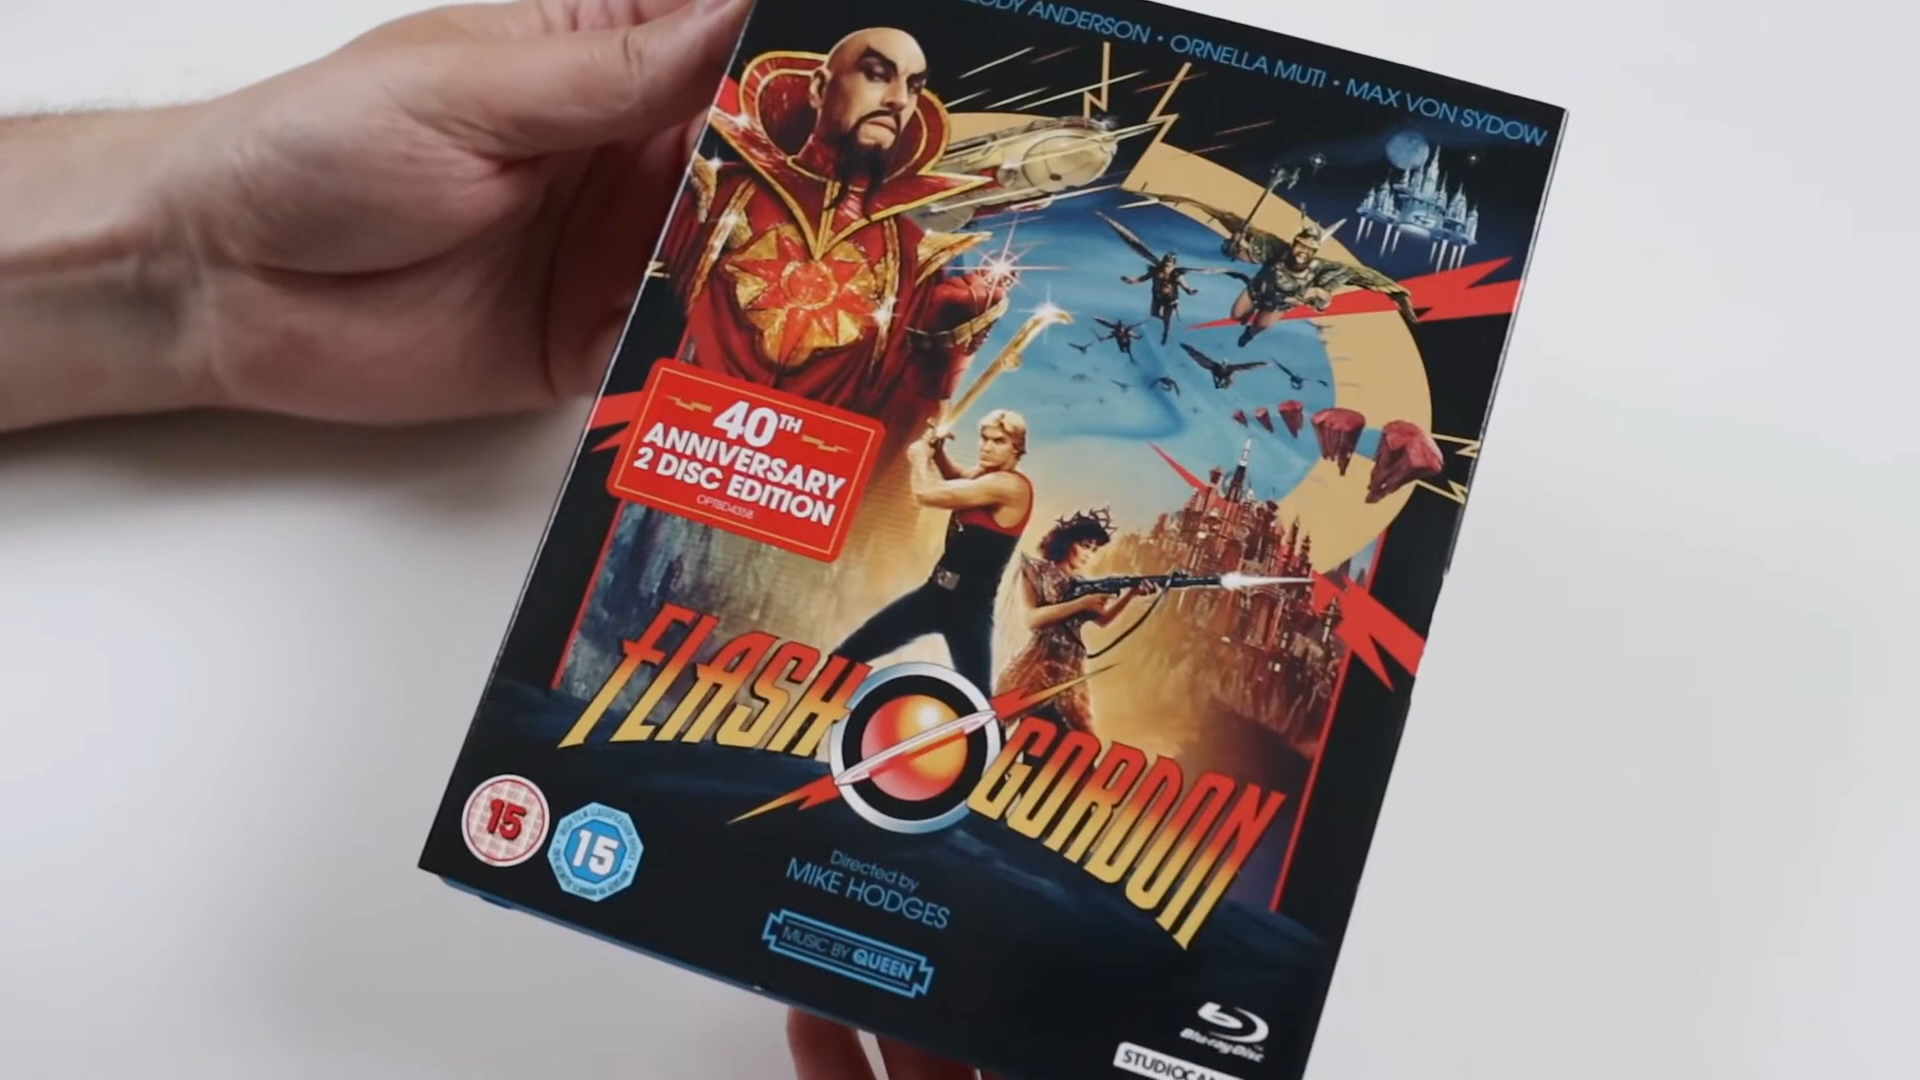 ANDERSON • ORNELLA MUTI • MAX VON SYDOW
40TH
ANNIVERSARY
2 DISC EDITION
OPTBD4358
FLASH GORDON
15
15
Directed by
MIKE HODGES
MUSIC BY QUEEN
Blu-ray Disc